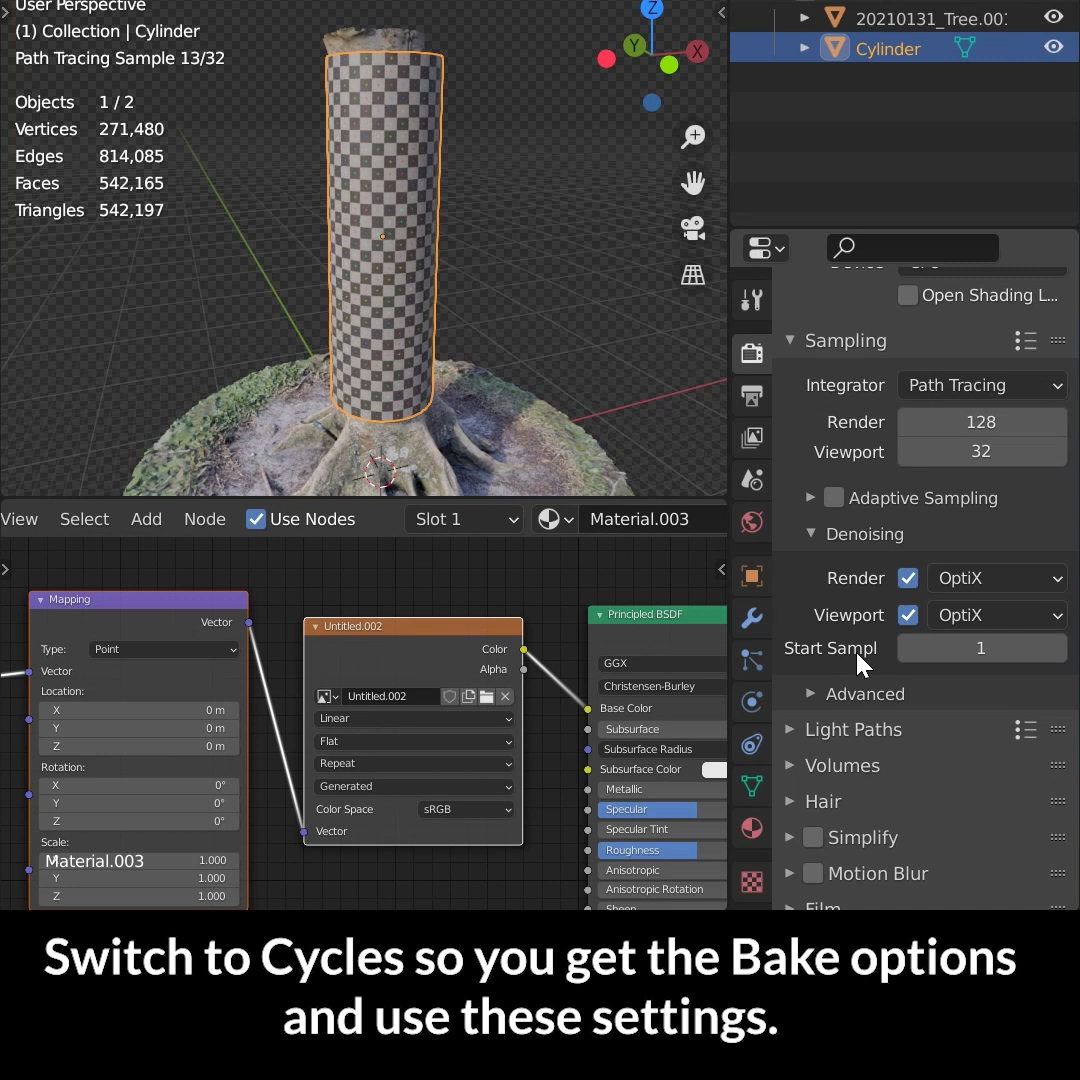 User Perspective
(1) Collection | Cylinder
Path Tracing Sample 13/32
Objects 1 / 2
Vertices 271,480
Edges 814,085
Faces 542,165
Triangles 542,197
Z
Y
X
20210131_Tree.00
Cylinder
Open Shading L...
Sampling
Integrator Path Tracing
Render 128
Viewport 32
Adaptive Sampling
Denoising
Render OptiX
Viewport OptiX
Start Sampl 1
Advanced
Light Paths
Volumes
Hair
Simplify
Motion Blur
Film
View Select Add Node Use Nodes Slot 1 Material.003
Mapping
Vector
Type: Point
Vector
Location:
X 0 m
Y 0 m
Z 0 m
Rotation:
X 0°
Y 0°
Z 0°
Scale:
Material.003 1.000
Y 1.000
Z 1.000
Untitled.002
Color
Alpha
Untitled.002
Linear
Flat
Repeat
Generated
Color Space sRGB
Vector
Principled BSDF
GGX
Christensen-Burley
Base Color
Subsurface
Subsurface Radius
Subsurface Color
Metallic
Specular
Specular Tint
Roughness
Anisotropic
Anisotropic Rotation
Sheen
Switch to Cycles so you get the Bake options
and use these settings.